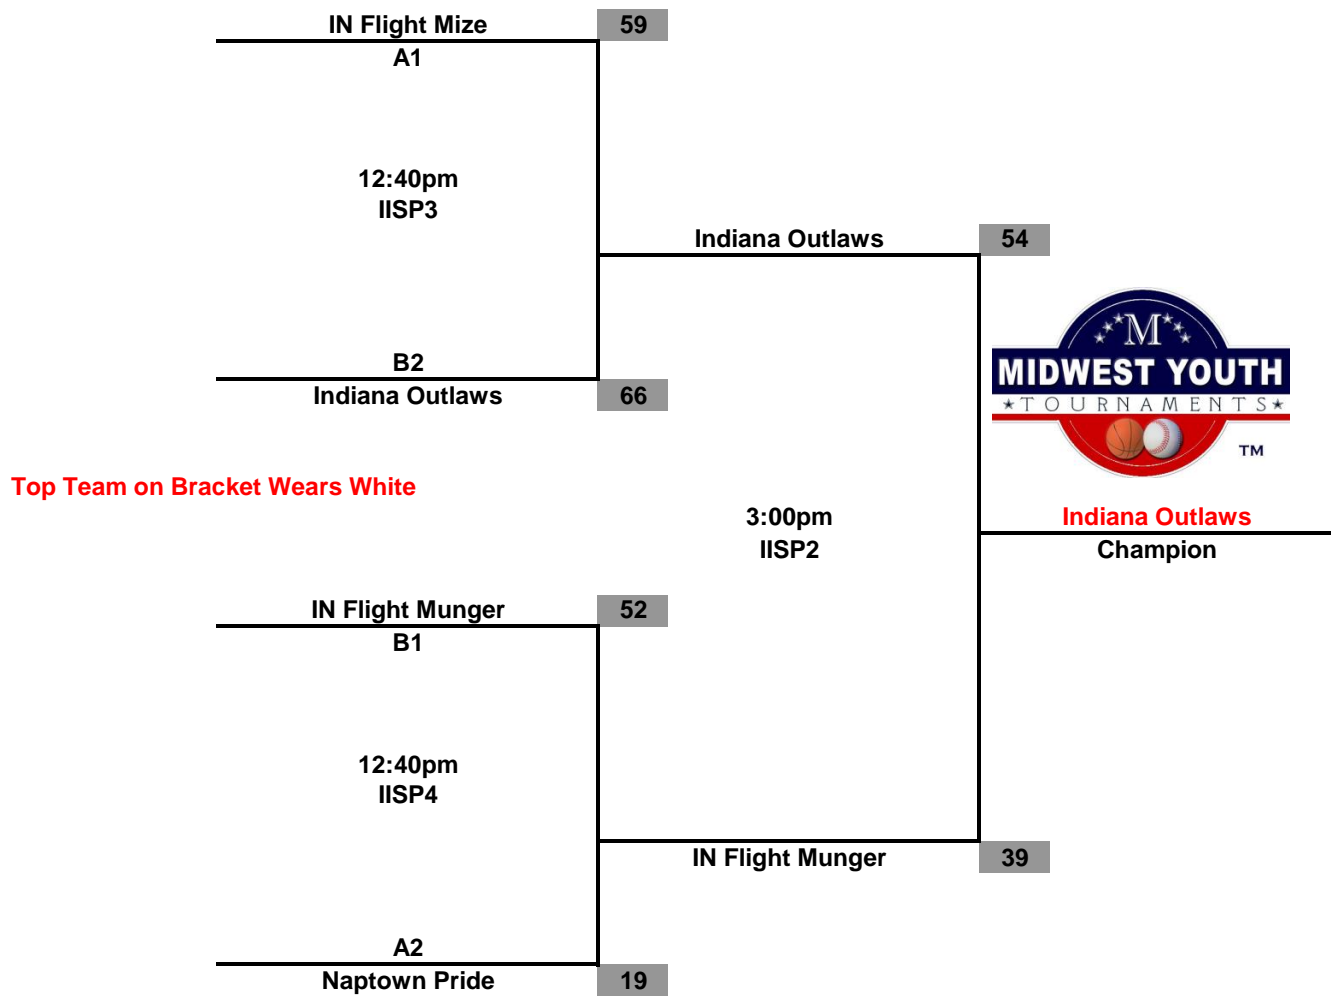 IN Flight Mize 59
A1
12:40pm
IISP3
Indiana Outlaws 54
B2
Indiana Outlaws 66
M
MIDWEST YOUTH
TOURNAMENTS
TM
Top Team on Bracket Wears White
3:00pm
IISP2
Indiana Outlaws
Champion
IN Flight Munger 52
B1
12:40pm
IISP4
IN Flight Munger 39
A2
Naptown Pride 19